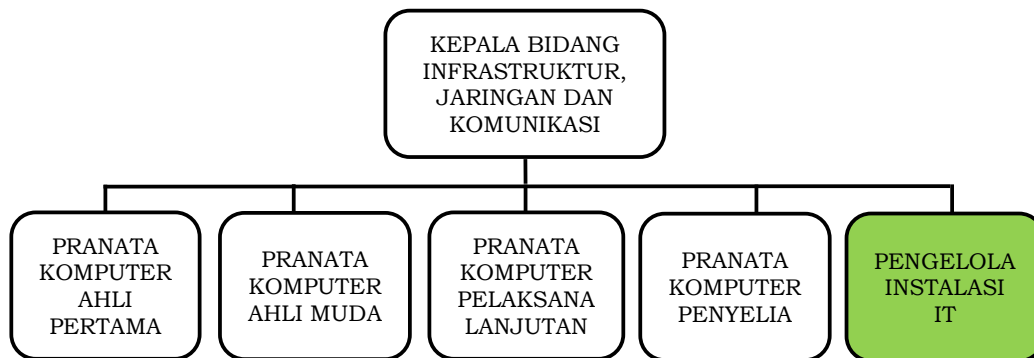 KEPALA BIDANG
INFRASTRUKTUR,
JARINGAN DAN
KOMUNIKASI
PRANATA
KOMPUTER
AHLI
PERTAMA
PRANATA
KOMPUTER
AHLI MUDA
PRANATA
KOMPUTER
PELAKSANA
LANJUTAN
PRANATA
KOMPUTER
PENYELIA
PENGELOLA
INSTALASI
IT